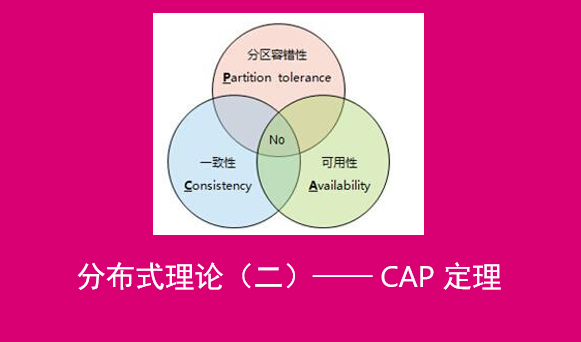 分区容错性
Partition tolerance
No
一致性
可用性
Consistency
Availability
分布式理论（二）—— CAP 定理